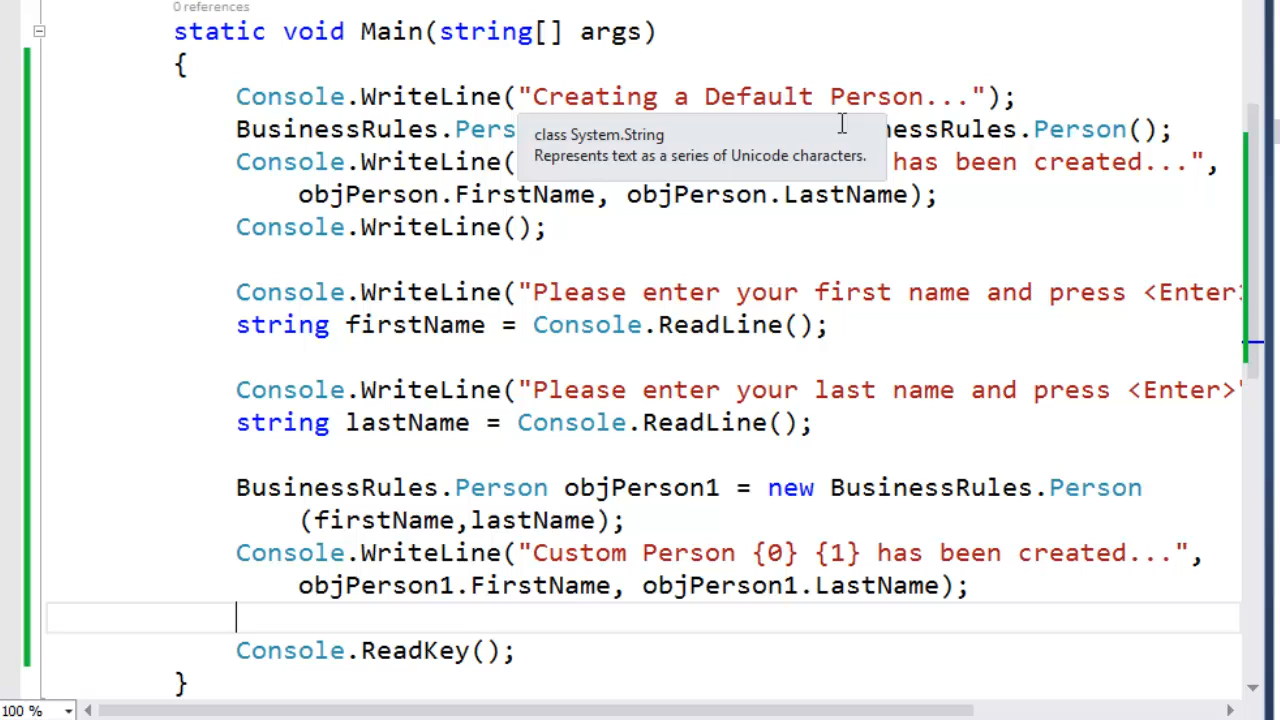 0 references
static void Main(string[] args)
{
Console.WriteLine("Creating a Default Person...");
BusinessRules.Pers nessRules.Person();
class System.String
Represents text as a series of Unicode characters.
Console.WriteLine( has been created...",
objPerson.FirstName, objPerson.LastName);
Console.WriteLine();
Console.WriteLine("Please enter your first name and press <Enter>
string firstName = Console.ReadLine();
Console.WriteLine("Please enter your last name and press <Enter>"
string lastName = Console.ReadLine();
BusinessRules.Person objPerson1 = new BusinessRules.Person
(firstName,lastName);
Console.WriteLine("Custom Person {0} {1} has been created...",
objPerson1.FirstName, objPerson1.LastName);
Console.ReadKey();
}
100 %